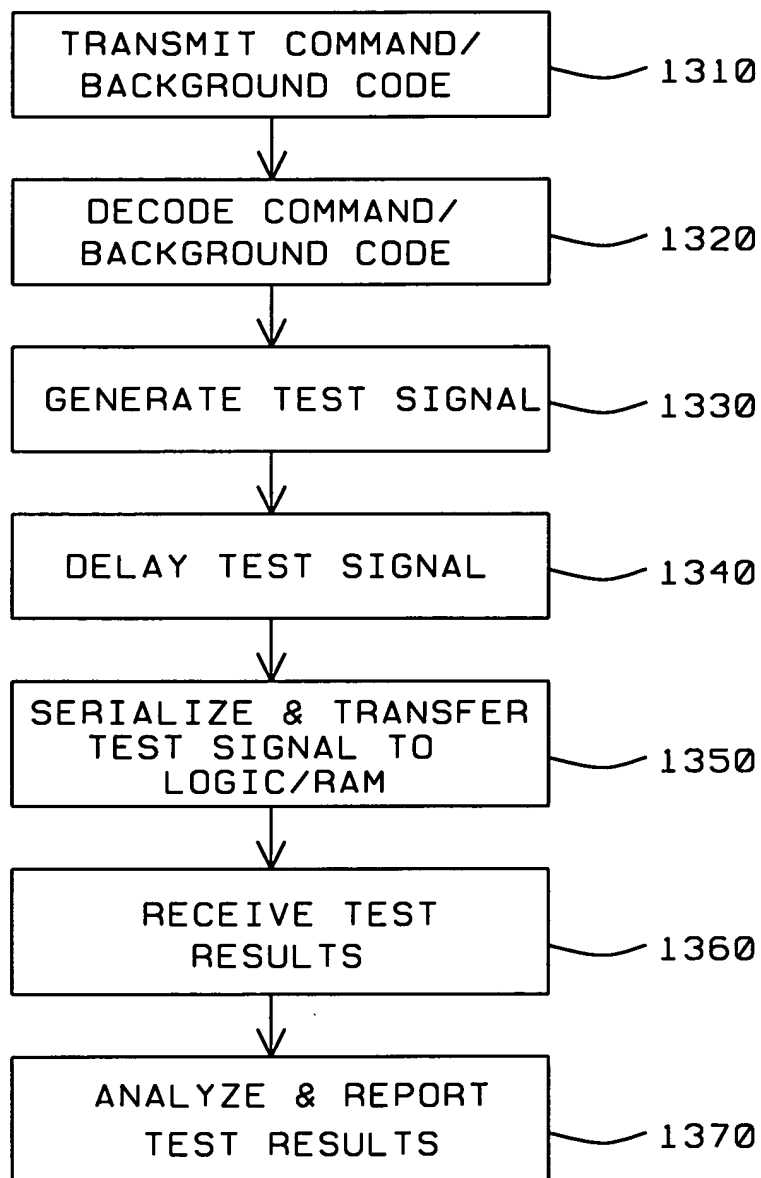 TRANSMIT COMMAND/
BACKGROUND CODE
1310
DECODE COMMAND/
BACKGROUND CODE
1320
GENERATE TEST SIGNAL
1330
DELAY TEST SIGNAL
1340
SERIALIZE & TRANSFER
TEST SIGNAL TO
LOGIC/RAM
1350
RECEIVE TEST
RESULTS
1360
ANALYZE & REPORT
TEST RESULTS
1370